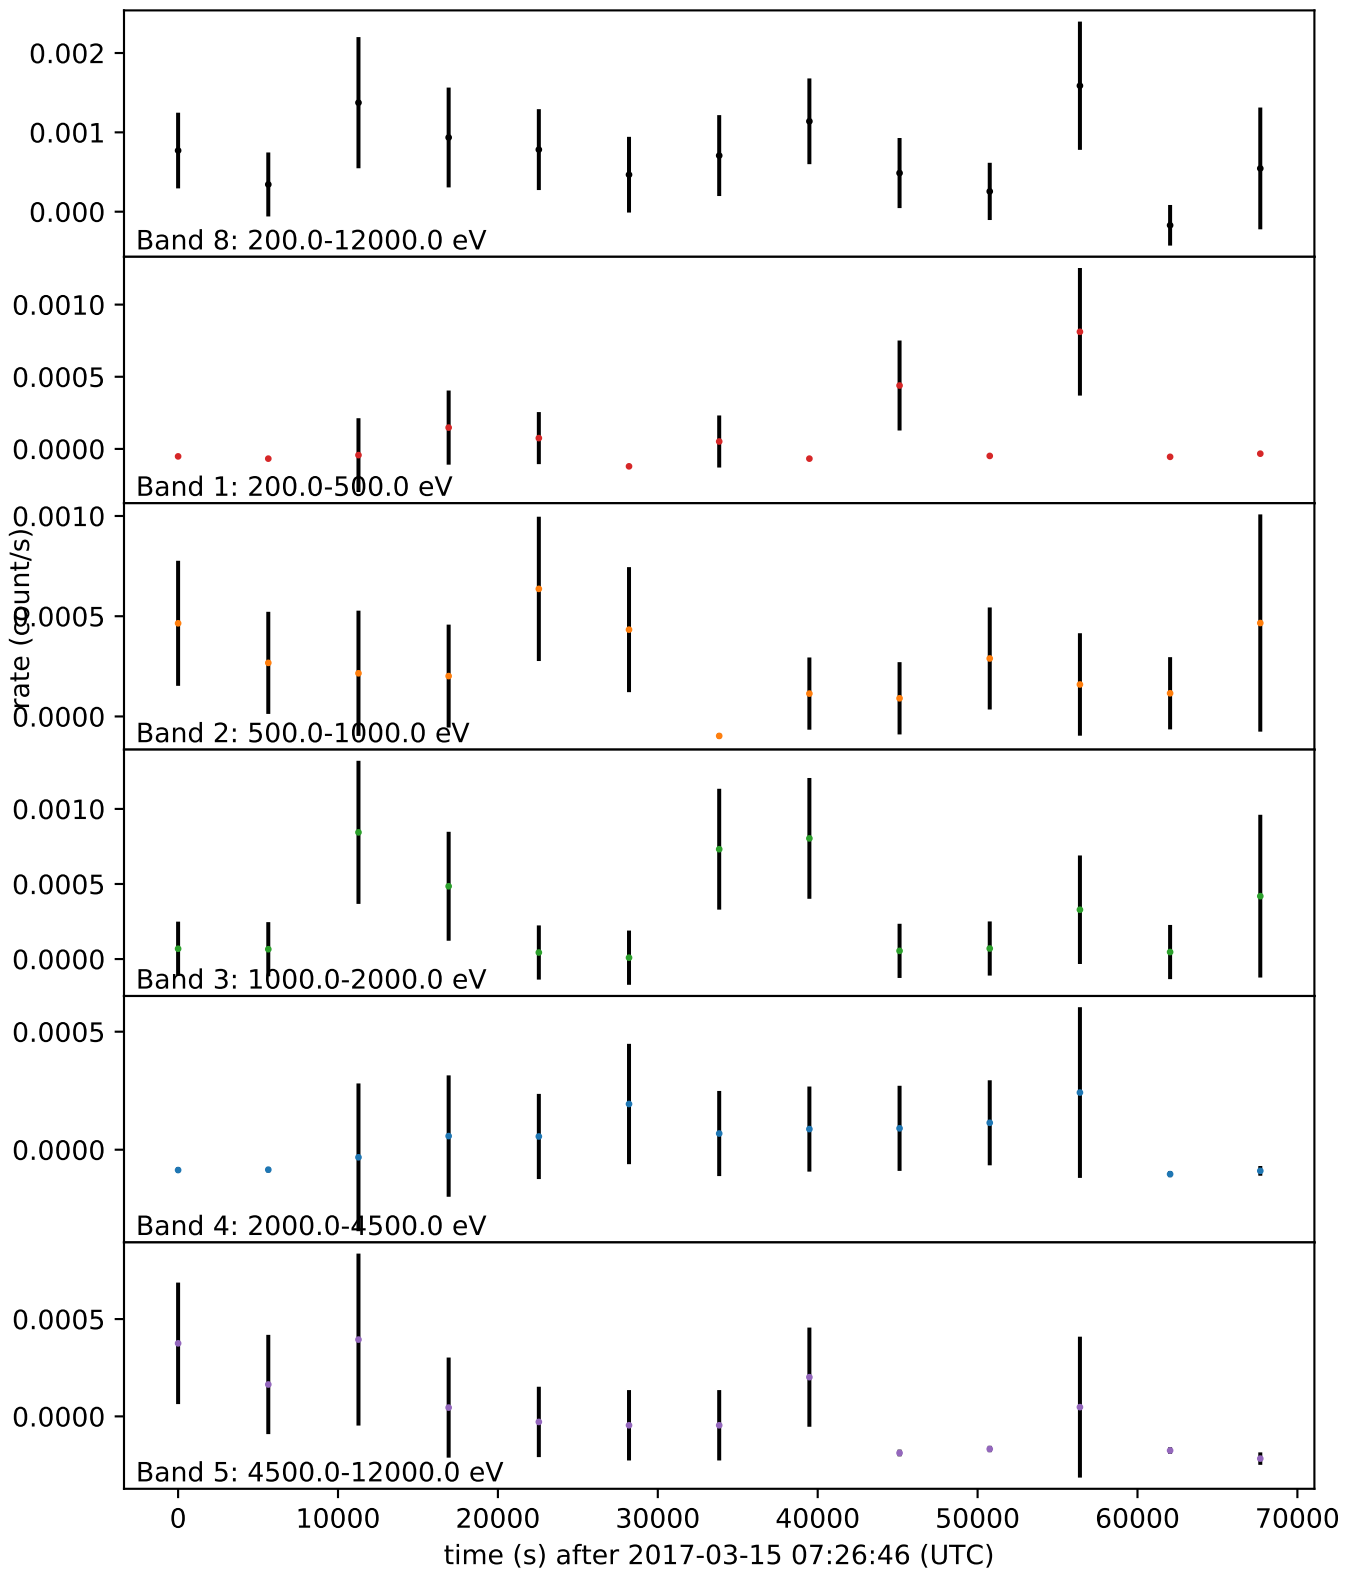 0.002
0.001
0.000
Band 8: 200.0-12000.0 eV
0.0010
0.0005
0.0000
Band 1: 200.0-500.0 eV
rate (count/s)
0.0010
0.0005
0.0000
Band 2: 500.0-1000.0 eV
0.0010
0.0005
0.0000
Band 3: 1000.0-2000.0 eV
0.0005
0.0000
Band 4: 2000.0-4500.0 eV
0.0005
0.0000
Band 5: 4500.0-12000.0 eV
0 10000 20000 30000 40000 50000 60000 70000
time (s) after 2017-03-15 07:26:46 (UTC)